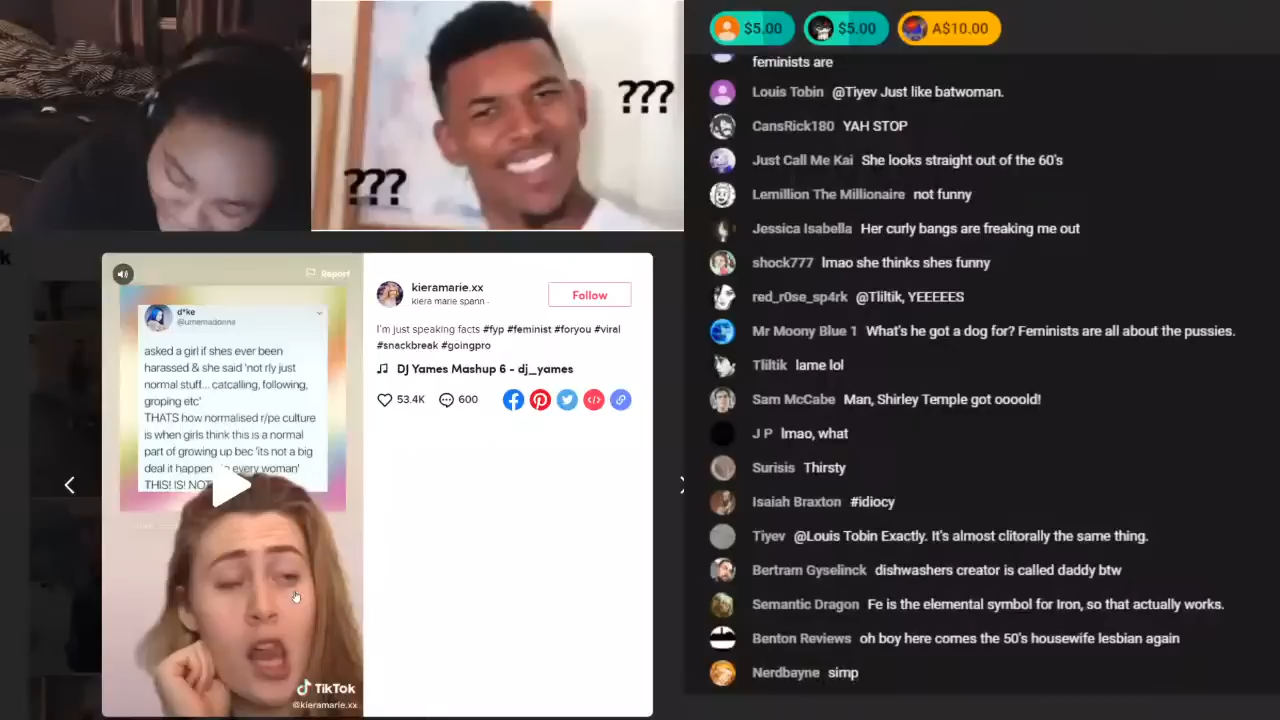 ???
???
k
Report
d*ke
@umemadonna
asked a girl if shes ever been
harassed & she said 'not rly just
normal stuff... catcalling, following,
groping etc'
THATS how normalised r/pe culture
is when girls think this is a normal
part of growing up bec 'its not a big
deal it happen every woman'
THIS! IS! NOT
TikTok
@kieramarie.xx
kieramarie.xx
kiera marie spann ·
Follow
I'm just speaking facts #fyp #feminist #foryou #viral
#snackbreak #goingpro
DJ Yames Mashup 6 - dj_yames
53.4K
600
$5.00
$5.00
A$10.00
feminists are
Louis Tobin @Tiyev Just like batwoman.
CansRick180 YAH STOP
Just Call Me Kai She looks straight out of the 60's
Lemillion The Millionaire not funny
Jessica Isabella Her curly bangs are freaking me out
shock777 lmao she thinks shes funny
red_r0se_sp4rk @Tliltik, YEEEEES
Mr Moony Blue 1 What's he got a dog for? Feminists are all about the pussies.
Tliltik lame lol
Sam McCabe Man, Shirley Temple got oooold!
J P lmao, what
Surisis Thirsty
Isaiah Braxton #idiocy
Tiyev @Louis Tobin Exactly. It's almost clitorally the same thing.
Bertram Gyselinck dishwashers creator is called daddy btw
Semantic Dragon Fe is the elemental symbol for Iron, so that actually works.
Benton Reviews oh boy here comes the 50's housewife lesbian again
Nerdbayne simp